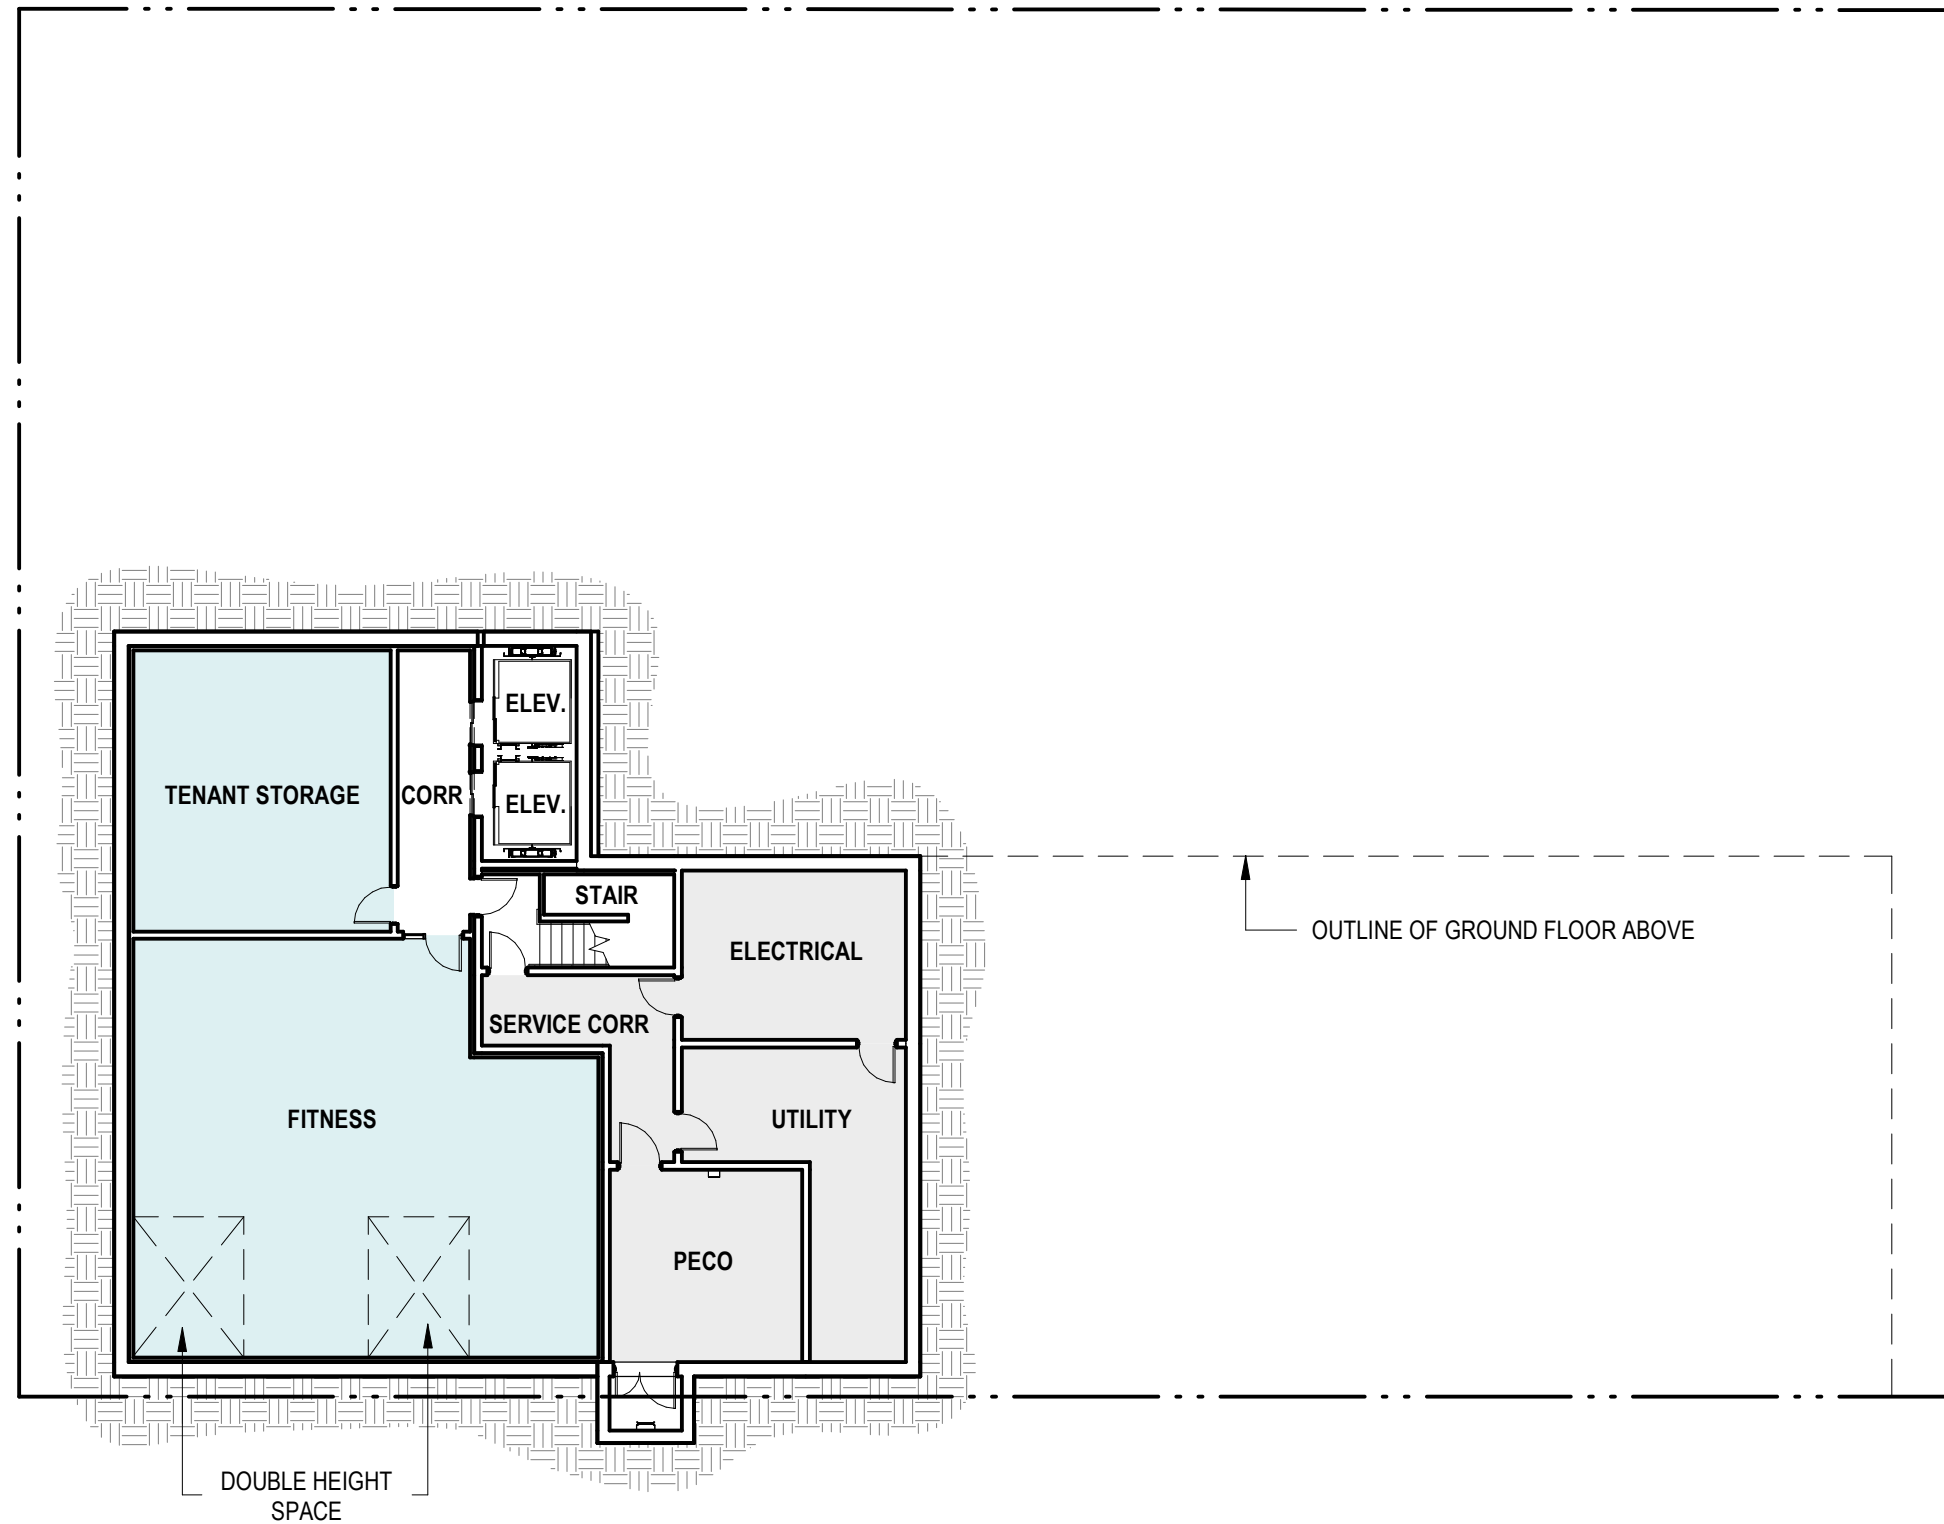 ELEV.
TENANT STORAGE
CORR
ELEV.
STAIR
OUTLINE OF GROUND FLOOR ABOVE
ELECTRICAL
SERVICE CORR
FITNESS
UTILITY
PECO
DOUBLE HEIGHT
SPACE